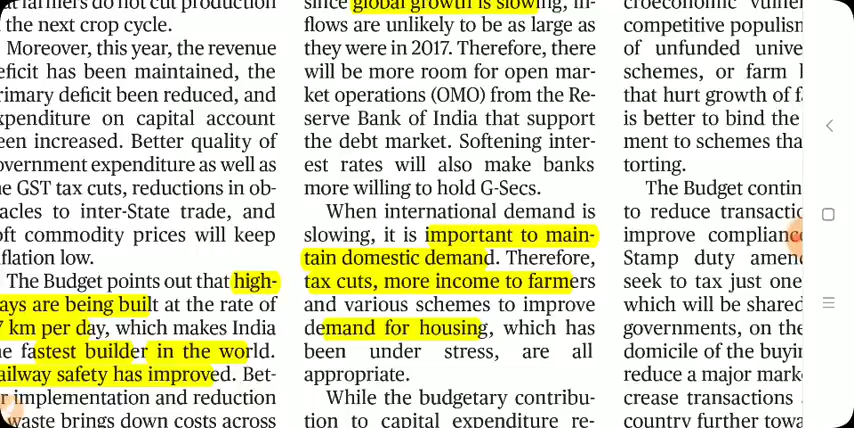 farmers do not cut production
the next crop cycle.
Moreover, this year, the revenue
deficit has been maintained, the
primary deficit been reduced, and
expenditure on capital account
been increased. Better quality of
government expenditure as well as
GST tax cuts, reductions in ob-
stacles to inter-State trade, and
soft commodity prices will keep
inflation low.
The Budget points out that high-
ways are being built at the rate of
7 km per day, which makes India
fastest builder in the world.
Railway safety has improved. Bet-
implementation and reduction
waste brings down costs across
since global growth is slowing, in-
flows are unlikely to be as large as
they were in 2017. Therefore, there
will be more room for open mar-
ket operations (OMO) from the Re-
serve Bank of India that support
the debt market. Softening inter-
est rates will also make banks
more willing to hold G-Secs.
When international demand is
slowing, it is important to main-
tain domestic demand. Therefore,
tax cuts, more income to farmers
and various schemes to improve
demand for housing, which has
been under stress, are all
appropriate.
While the budgetary contribu-
tion to capital expenditure re-
croeconomic
competitive populism
of unfunded
schemes, or farm
that hurt growth of
is better to bind the
ment to schemes
torting.
The Budget
to reduce
improve
Stamp duty
seek to tax just one
which will be shared
governments, on the
domicile of the
reduce a major
crease transactions
country further